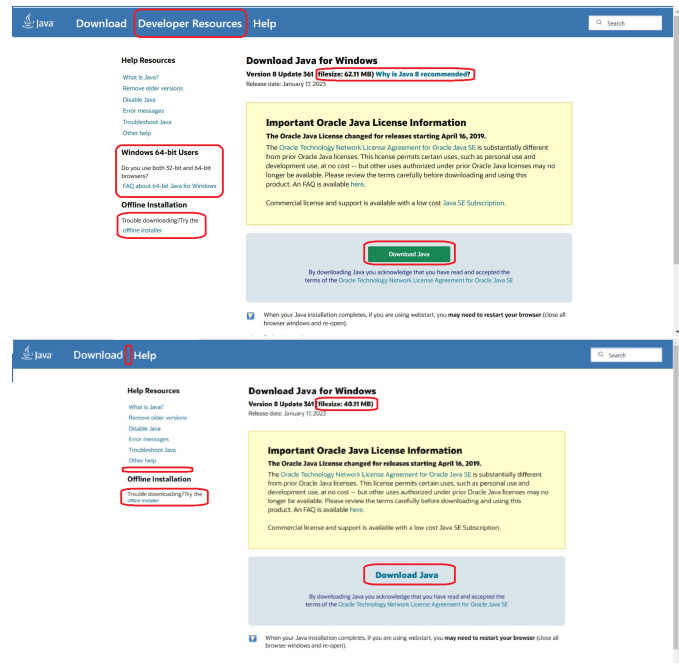 Java Download Developer Resources Help Search
Help Resources
What is Java?
Remove older versions
Disable Java
Error messages
Troubleshoot Java
Other help
Windows 64-bit Users
Do you use both 32-bit and 64-bit
browsers?
FAQ about 64-bit Java for Windows
Offline Installation
Trouble downloading?Try the
offline installer
Download Java for Windows
Version 8 Update 361 (filesize: 62.11 MB) Why is Java 8 recommended?
Release date: January 17, 2023
Important Oracle Java License Information
The Oracle Java License changed for releases starting April 16, 2019.
The Oracle Technology Network License Agreement for Oracle Java SE is substantially different
from prior Oracle Java licenses. This license permits certain uses, such as personal use and
development use, at no cost -- but other uses authorized under prior Oracle Java licenses may no
longer be available. Please review the terms carefully before downloading and using this
product. An FAQ is available here.
Commercial license and support is available with a low cost Java SE Subscription.
Download Java
By downloading Java you acknowledge that you have read and accepted the
terms of the Oracle Technology Network License Agreement for Oracle Java SE
When your Java installation completes, if you are using webstart, you may need to restart your browser (close all
browser windows and re-open).
Java Download Help Search
Help Resources
What is Java?
Remove older versions
Disable Java
Error messages
Troubleshoot Java
Other help
Offline Installation
Trouble downloading?Try the
offline installer
Download Java for Windows
Version 8 Update 361 (filesize: 40.11 MB)
Release date: January 17, 2023
Important Oracle Java License Information
The Oracle Java License changed for releases starting April 16, 2019.
The Oracle Technology Network License Agreement for Oracle Java SE is substantially different
from prior Oracle Java licenses. This license permits certain uses, such as personal use and
development use, at no cost -- but other uses authorized under prior Oracle Java licenses may no
longer be available. Please review the terms carefully before downloading and using this
product. An FAQ is available here.
Commercial license and support is available with a low cost Java SE Subscription.
Download Java
By downloading Java you acknowledge that you have read and accepted the
terms of the Oracle Technology Network License Agreement for Oracle Java SE
When your Java installation completes, if you are using webstart, you may need to restart your browser (close all
browser windows and re-open).